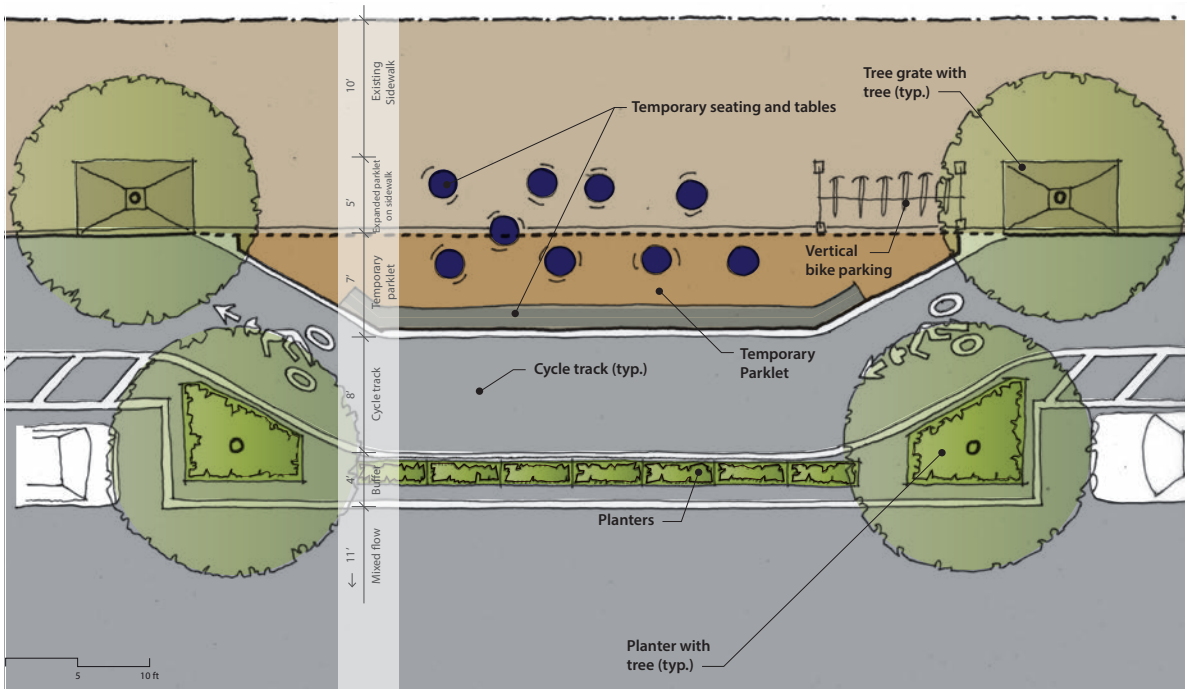 10'
Existing
Sidewalk
5'
Expanded parklet
on sidewalk
7'
Temporary
parklet
8'
Cycle track
4'
Buffer
11'
Mixed flow
Temporary seating and tables
Tree grate with
tree (typ.)
Vertical
bike parking
Temporary
Parklet
Cycle track (typ.)
Planters
Planter with
tree (typ.)
5
10 ft